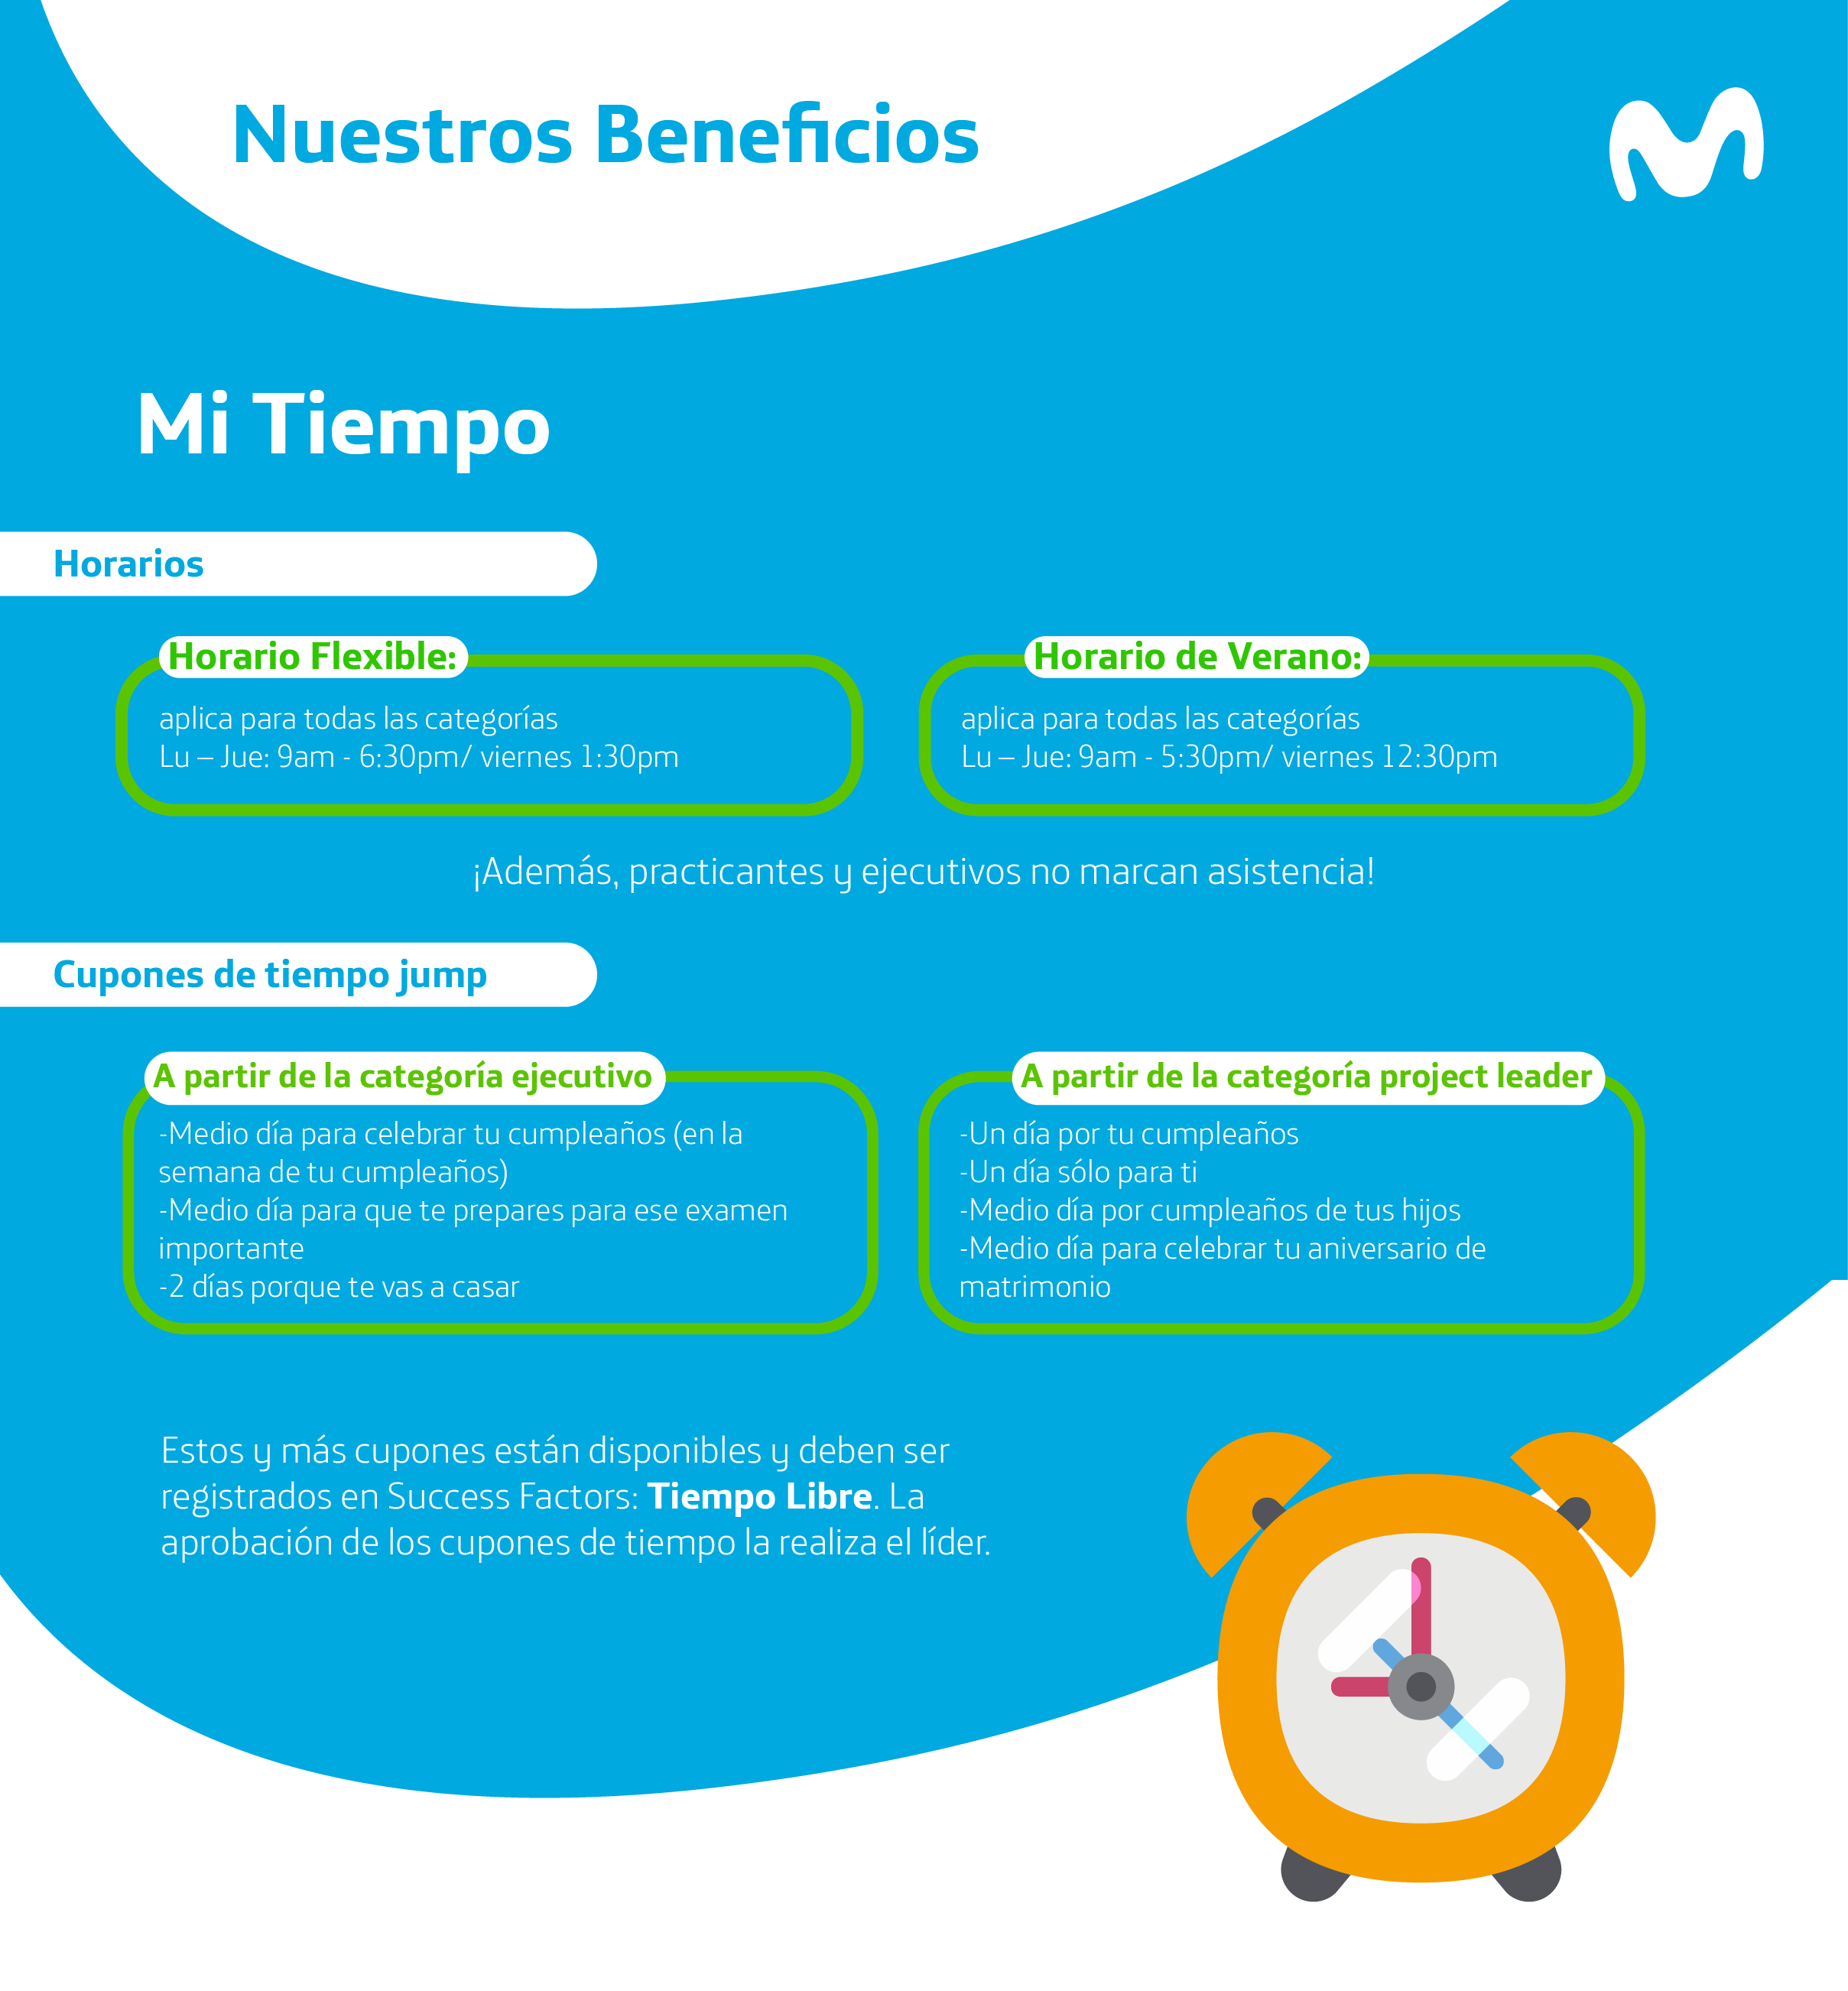 Nuestros Beneficios
Mi Tiempo
Horarios
Horario Flexible:
aplica para todas las categorías
Lu – Jue: 9am - 6:30pm/ viernes 1:30pm
Horario de Verano:
aplica para todas las categorías
Lu – Jue: 9am - 5:30pm/ viernes 12:30pm
¡Además, practicantes y ejecutivos no marcan asistencia!
Cupones de tiempo jump
A partir de la categoría ejecutivo
-Medio día para celebrar tu cumpleaños (en la
semana de tu cumpleaños)
-Medio día para que te prepares para ese examen
importante
-2 días porque te vas a casar
A partir de la categoría project leader
-Un día por tu cumpleaños
-Un día sólo para ti
-Medio día por cumpleaños de tus hijos
-Medio día para celebrar tu aniversario de
matrimonio
Estos y más cupones están disponibles y deben ser
registrados en Success Factors: Tiempo Libre. La
aprobación de los cupones de tiempo la realiza el líder.